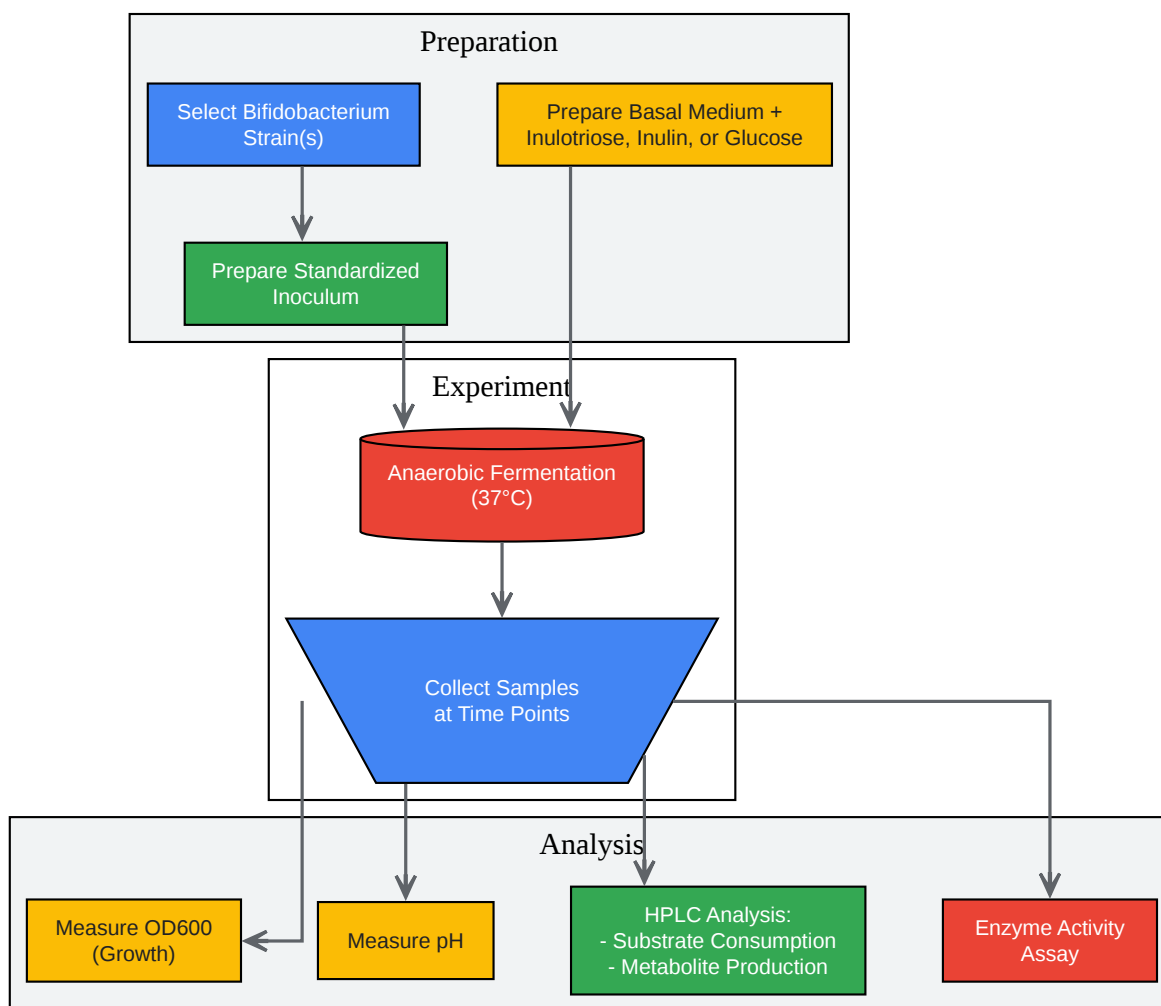 Preparation
Select Bifidobacterium
Strain(s)
Prepare Basal Medium +
Inulotriose, Inulin, or Glucose
Prepare Standardized
Inoculum
Experiment
Anaerobic Fermentation
(37°C)
Collect Samples
at Time Points
Analysis
Measure OD600
(Growth)
Measure pH
HPLC Analysis:
- Substrate Consumption
- Metabolite Production
Enzyme Activity
Assay